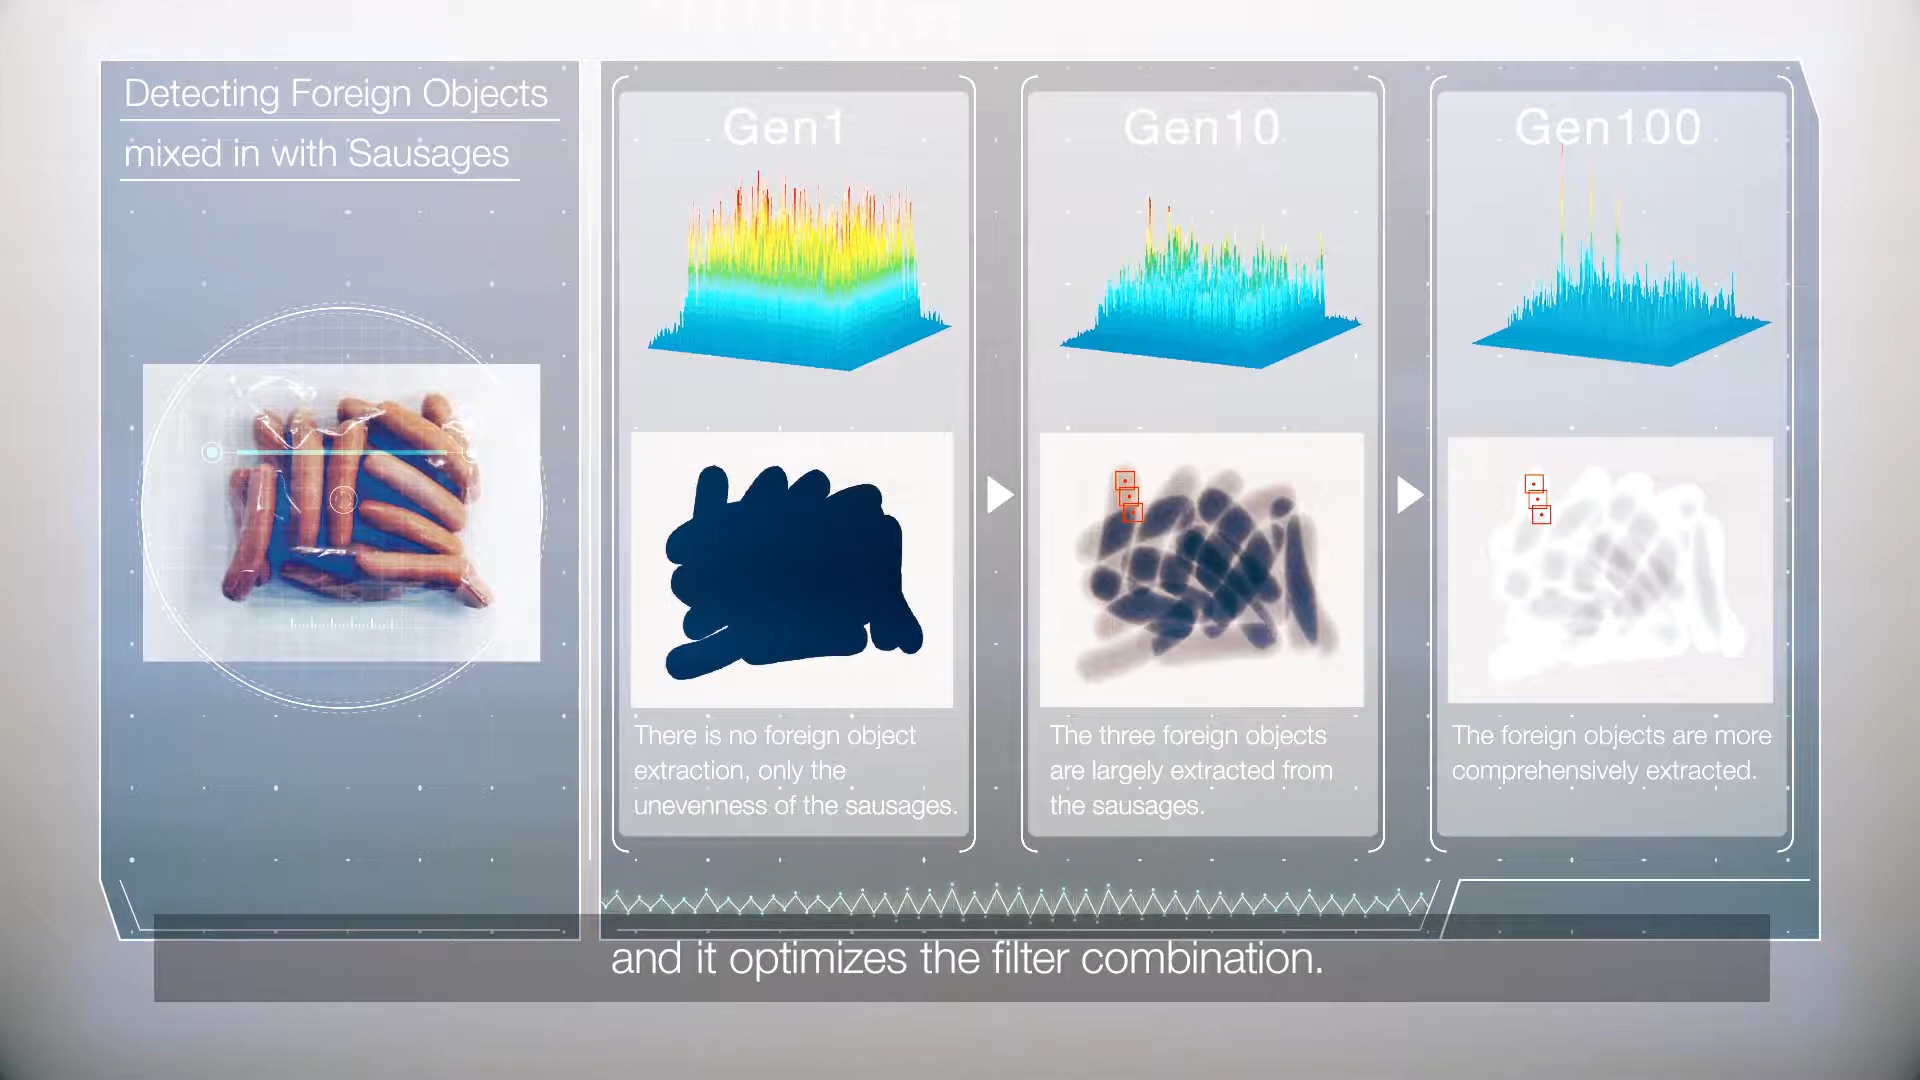 Detecting Foreign Objects
mixed in with Sausages
Gen1
There is no foreign object
extraction, only the
unevenness of the sausages.
Gen10
The three foreign objects
are largely extracted from
the sausages.
Gen100
The foreign objects are more
comprehensively extracted.
and it optimizes the filter combination.